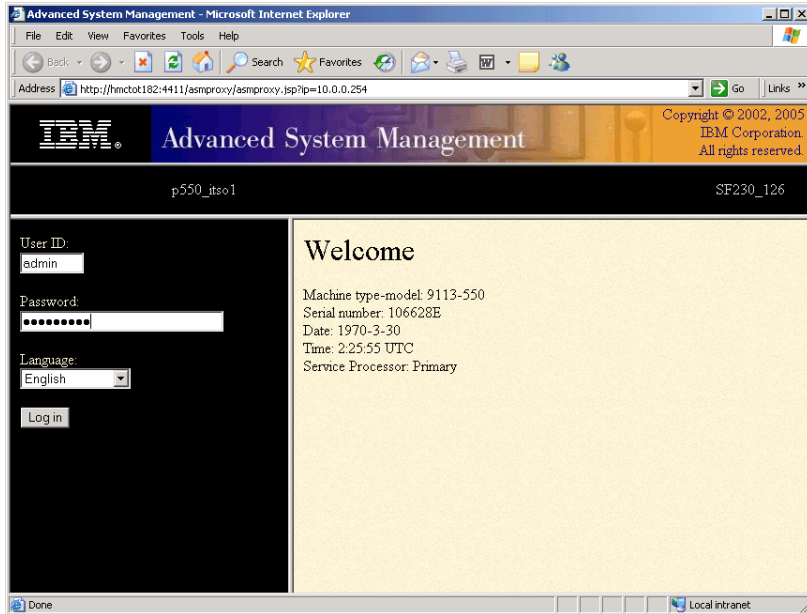 Advanced System Management - Microsoft Internet Explorer
File Edit View Favorites Tools Help
Back Search Favorites
Address http://hmctot182:4411/asmproxy/asmproxy.jsp?ip=10.0.0.254 Go Links »
IBM® Advanced System Management
Copyright © 2002, 2005
IBM Corporation.
All rights reserved.
p550_itso1 SF230_126
User ID:
admin
Password:
•••••••••
Language:
English
Log in
Welcome
Machine type-model: 9113-550
Serial number: 106628E
Date: 1970-3-30
Time: 2:25:55 UTC
Service Processor: Primary
Done Local intranet